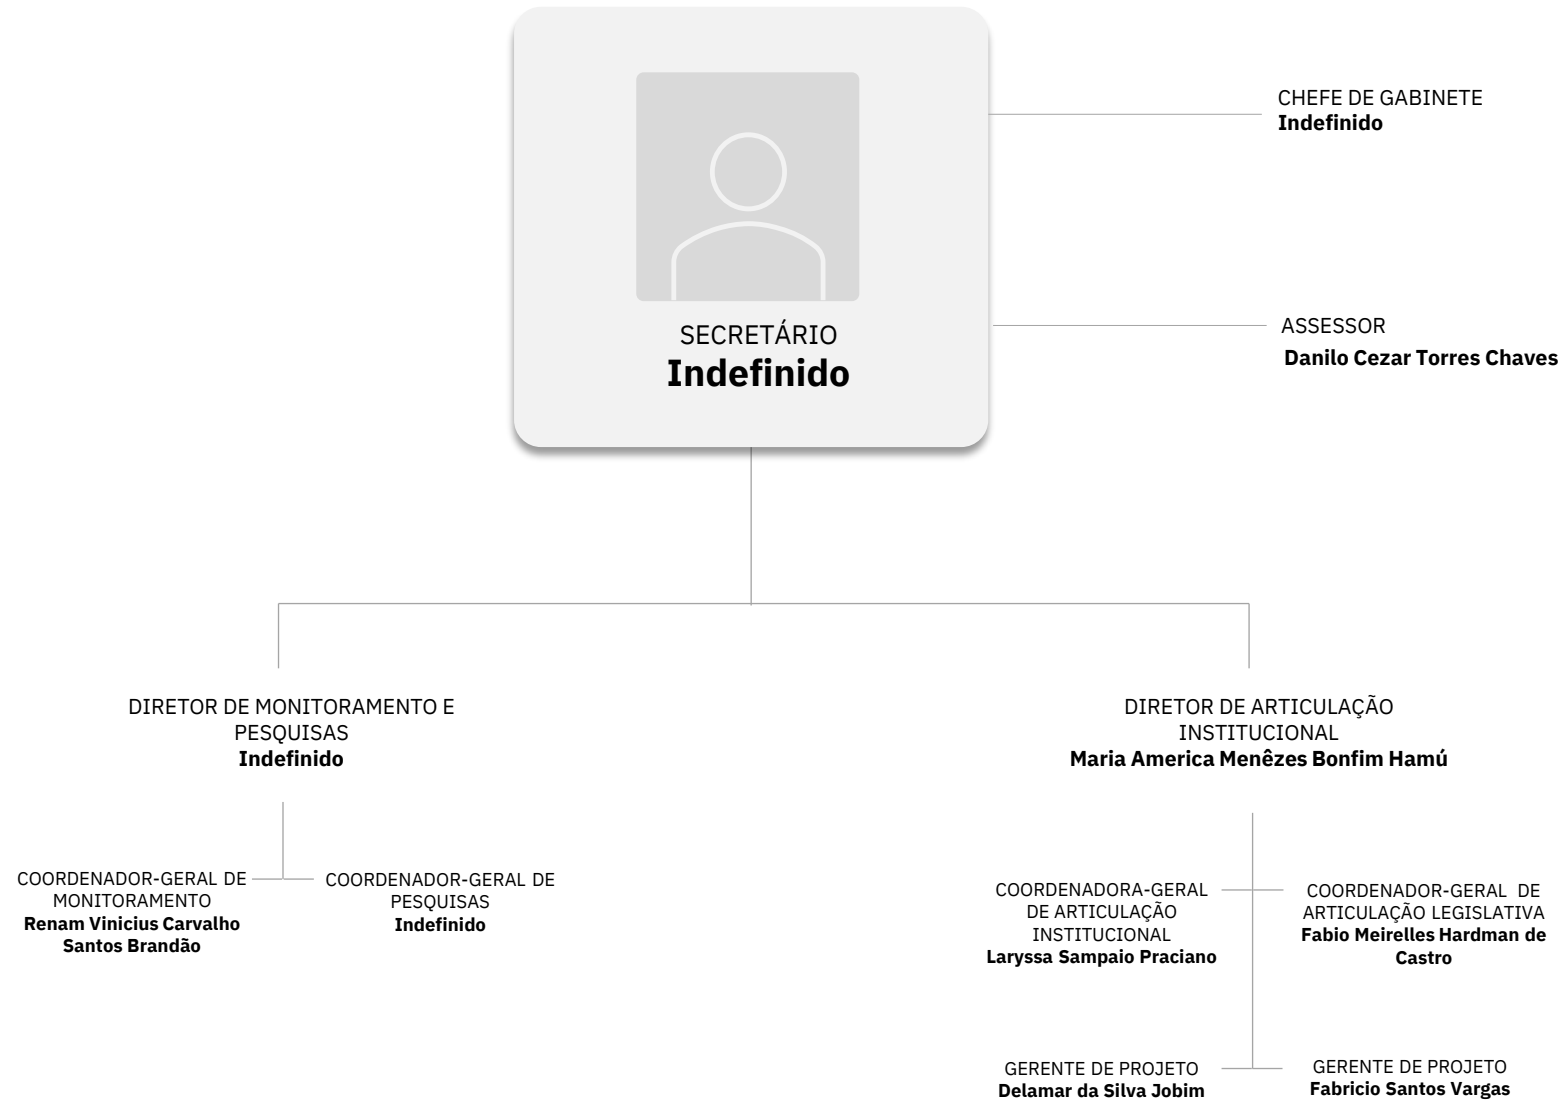 CHEFE DE GABINETE
Indefinido
SECRETÁRIO
Indefinido
ASSESSOR
Danilo Cezar Torres Chaves
DIRETOR DE MONITORAMENTO E
PESQUISAS
Indefinido
DIRETOR DE ARTICULAÇÃO
INSTITUCIONAL
Maria America Menêzes Bonfim Hamú
COORDENADOR-GERAL DE
MONITORAMENTO
Renam Vinicius Carvalho
Santos Brandão
COORDENADOR-GERAL DE
PESQUISAS
Indefinido
COORDENADORA-GERAL
DE ARTICULAÇÃO
INSTITUCIONAL
Laryssa Sampaio Praciano
COORDENADOR-GERAL DE
ARTICULAÇÃO LEGISLATIVA
Fabio Meirelles Hardman de
Castro
GERENTE DE PROJETO
Delamar da Silva Jobim
GERENTE DE PROJETO
Fabricio Santos Vargas